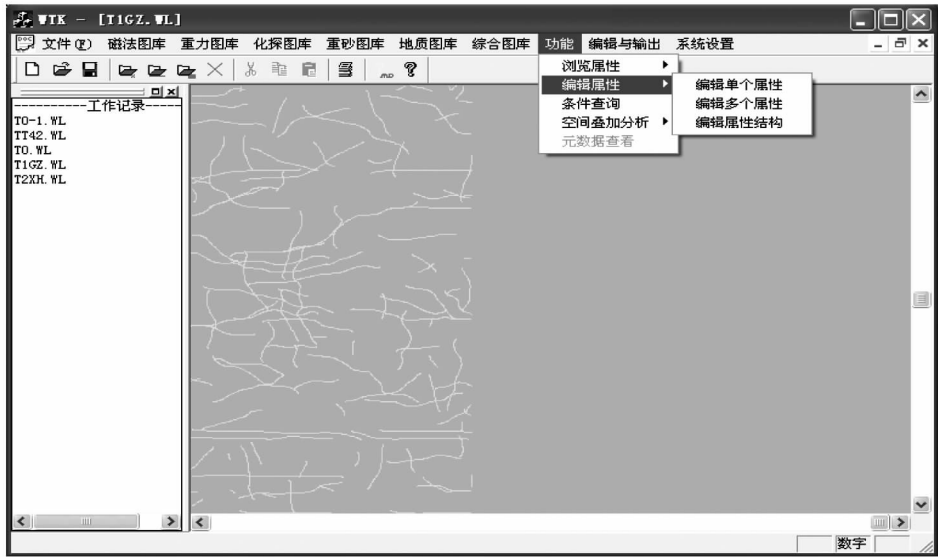 WTK - [T1GZ.WL]
文件(F) 磁法图库 重力图库 化探图库 重砂图库 地质图库 综合图库 功能 编辑与输出 系统设置
浏览属性
编辑属性
条件查询
空间叠加分析
元数据查看
编辑单个属性
编辑多个属性
编辑属性结构
----------工作记录-----
T0-1.WL
TT42.WL
T0.WL
T1GZ.WL
T2XH.WL
数字